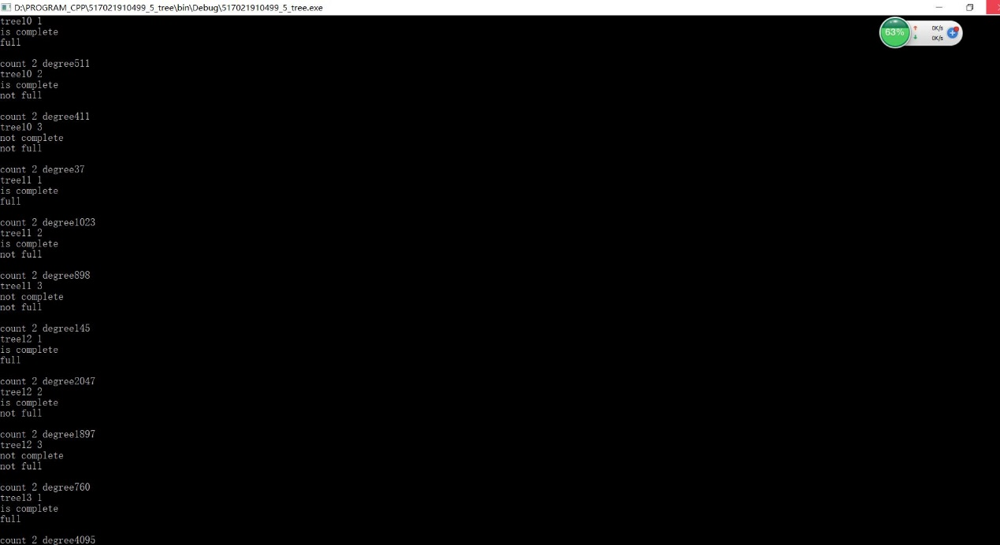 D:\PROGRAM_CPP\517021910499_5_tree\bin\Debug\517021910499_5_tree.exe
tree10 1
is complete
full
63%
0K/s
0K/s
count 2 degree511
tree10 2
is complete
not full
count 2 degree411
tree10 3
not complete
not full
count 2 degree37
tree11 1
is complete
full
count 2 degree1023
tree11 2
is complete
not full
count 2 degree898
tree11 3
not complete
not full
count 2 degree145
tree12 1
is complete
full
count 2 degree2047
tree12 2
is complete
not full
count 2 degree1897
tree12 3
not complete
not full
count 2 degree760
tree13 1
is complete
full
count 2 degree4095